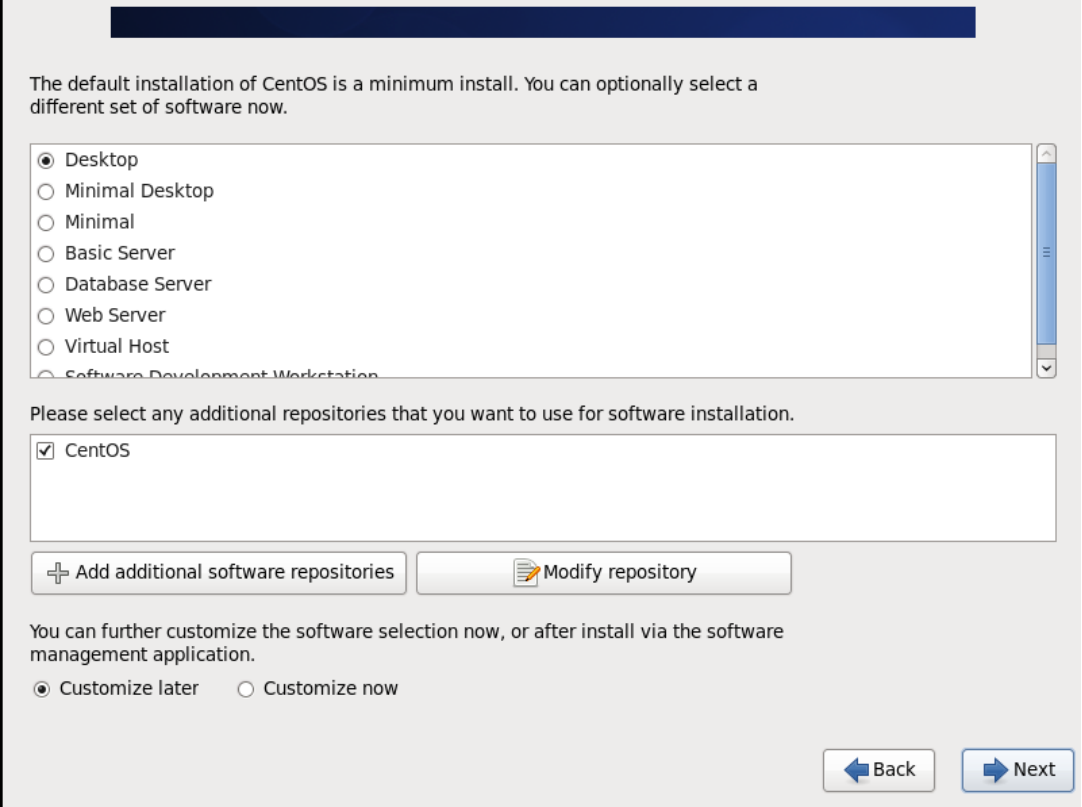 The default installation of CentOS is a minimum install. You can optionally select a
different set of software now.
Desktop
Minimal Desktop
Minimal
Basic Server
Database Server
Web Server
Virtual Host
Software Development Workstation
Please select any additional repositories that you want to use for software installation.
CentOS
Add additional software repositories
Modify repository
You can further customize the software selection now, or after install via the software
management application.
Customize later
Customize now
Back
Next